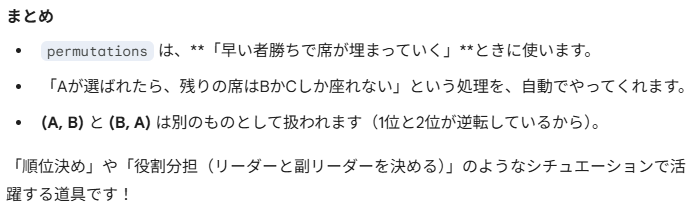 まとめ
• permutations は、**「早い者勝ちで席が埋まっていく」**ときに使います。
• 「Aが選ばれたら、残りの席はBかCしか座れない」という処理を、自動でやってくれます。
• (A, B) と (B, A) は別のものとして扱われます（1位と2位が逆転しているから）。
「順位決め」や「役割分担（リーダーと副リーダーを決める）」のようなシチュエーションで活
躍する道具です！